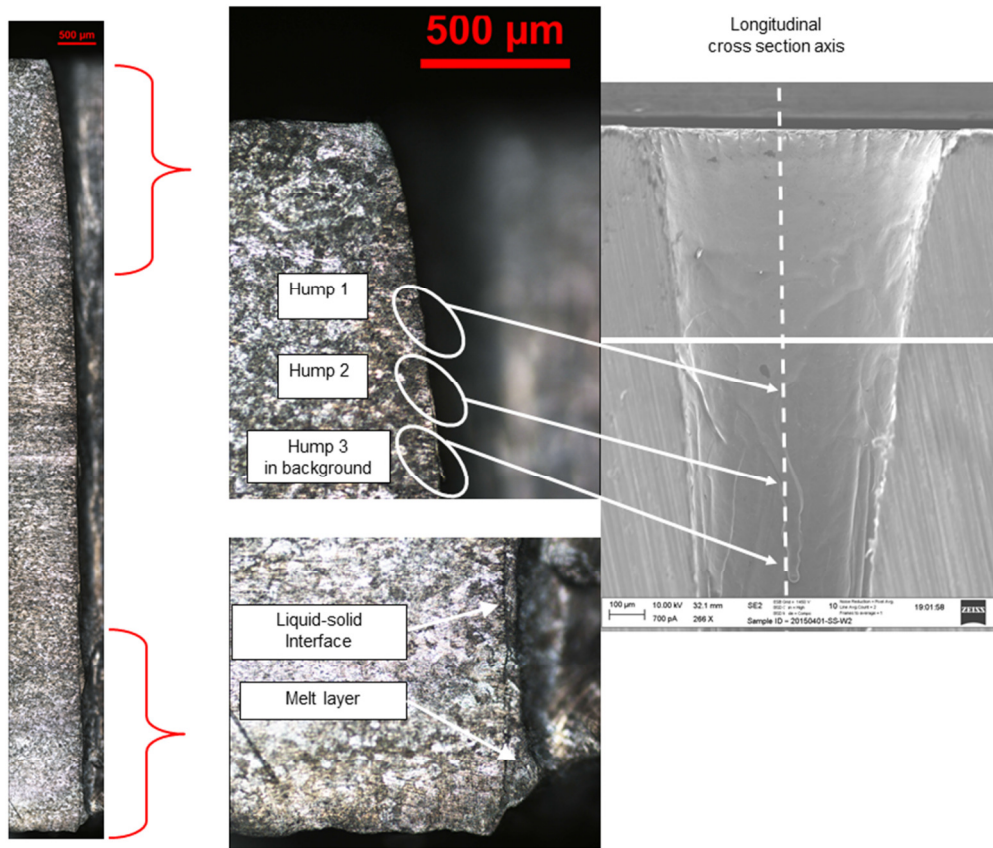 500 µm
500 µm
Longitudinal
cross section axis
Hump 1
Hump 2
Hump 3
in background
Liquid-solid
Interface
Melt layer
100 µm
10.00 kV
32.1 mm
SE2
10
19:01:58
700 pA
266 X
Sample ID = 20150401-SS-W2
ZEISS